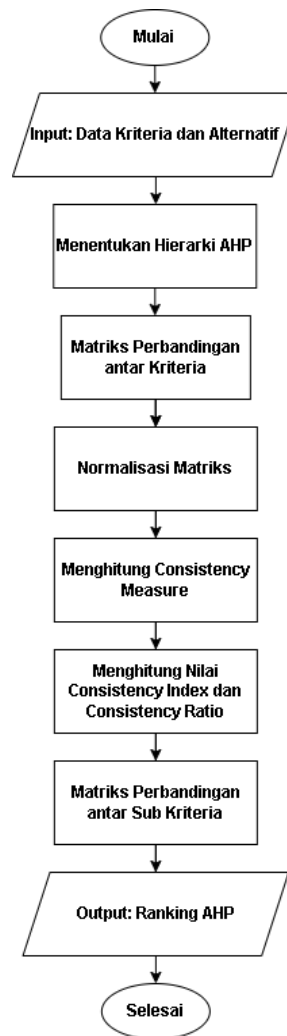 Mulai
Input: Data Kriteria dan Alternatif
Menentukan Hierarki AHP
Matriks Perbandingan
antar Kriteria
Normalisasi Matriks
Menghitung Consistency
Measure
Menghitung Nilai
Consistency Index dan
Consistency Ratio
Matriks Perbandingan
antar Sub Kriteria
Output: Ranking AHP
Selesai